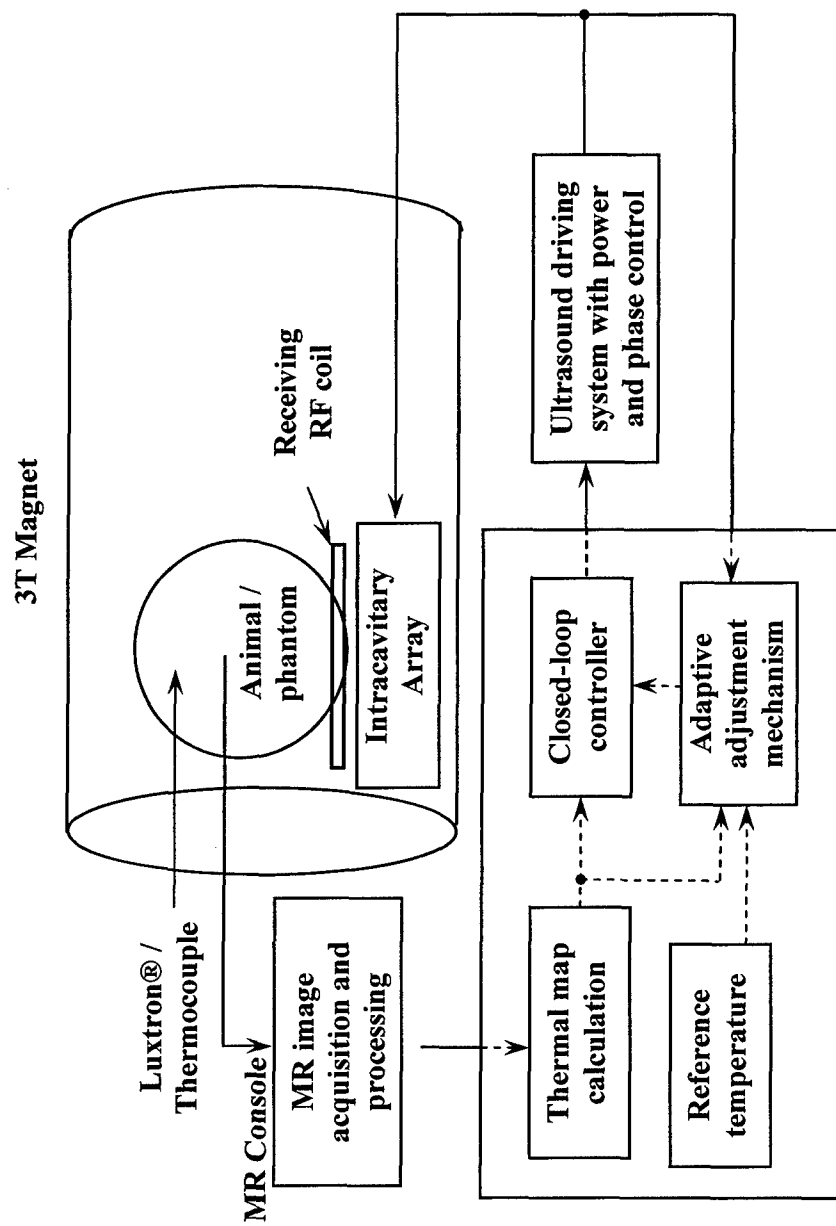 3T Magnet
Luxtron® /
Thermocouple
Animal /
phantom
Receiving
RF coil
Intracavitary
Array
MR Console
MR image
acquisition and
processing
Thermal map
calculation
Closed-loop
controller
Ultrasound driving
system with power
and phase control
Reference
temperature
Adaptive
adjustment
mechanism